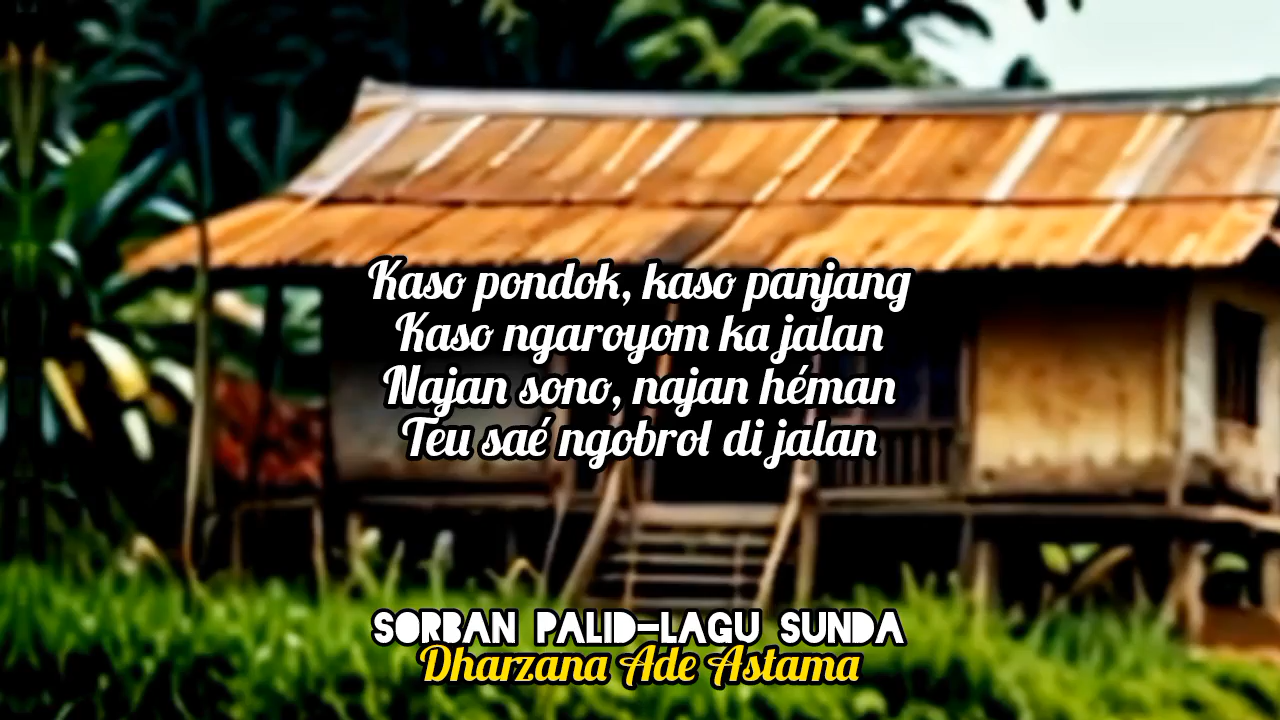 Kaso pondok, kaso panjang
Kaso ngaroyom ka jalan
Najan sono, najan héman
Teu saé ngobrol di jalan
SORBAN PALID-LAGU SUNDA
Dharzana Ade Astama